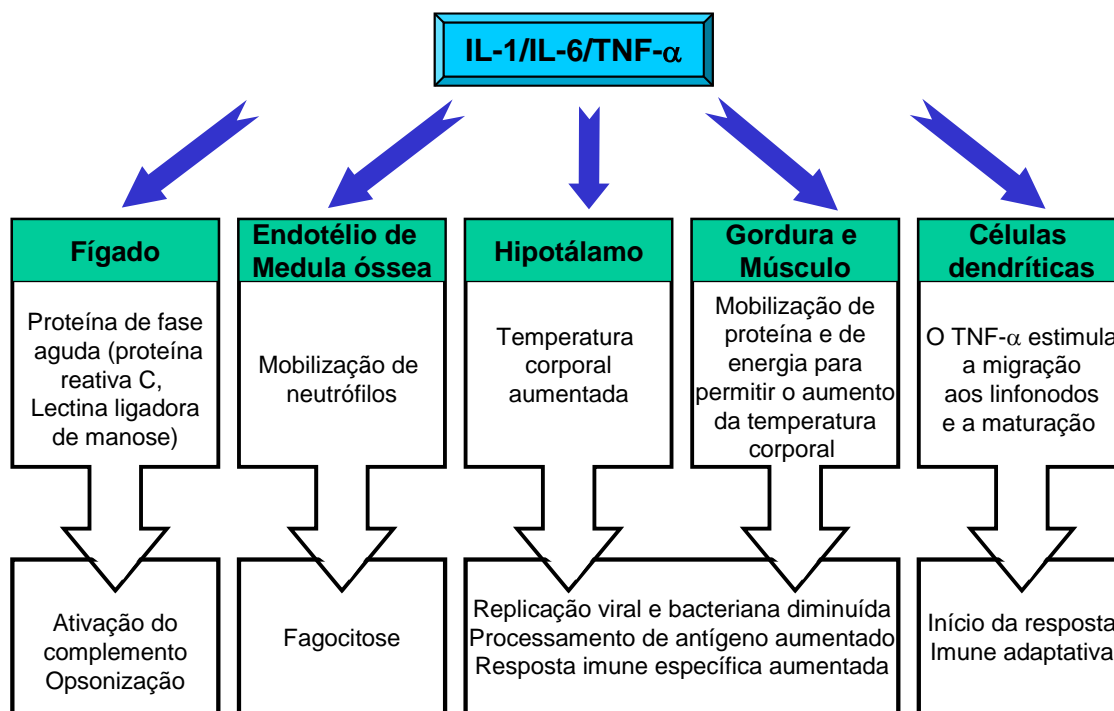 IL-1/IL-6/TNF-α
Fígado
Proteína de fase
aguda (proteína
reativa C,
Lectina ligadora
de manose)
Ativação do
complemento
Opsonização
Endotélio de
Medula óssea
Mobilização de
neutrófilos
Fagocitose
Hipotálamo
Temperatura
corporal
aumentada
Gordura e
Músculo
Mobilização de
proteína e de
energia para
permitir o aumento
da temperatura
corporal
Replicação viral e bacteriana diminuída
Processamento de antígeno aumentado
Resposta imune específica aumentada
Células
dendríticas
O TNF-α estimula
a migração
aos linfonodos
e a maturação
Início da resposta
Imune adaptativa